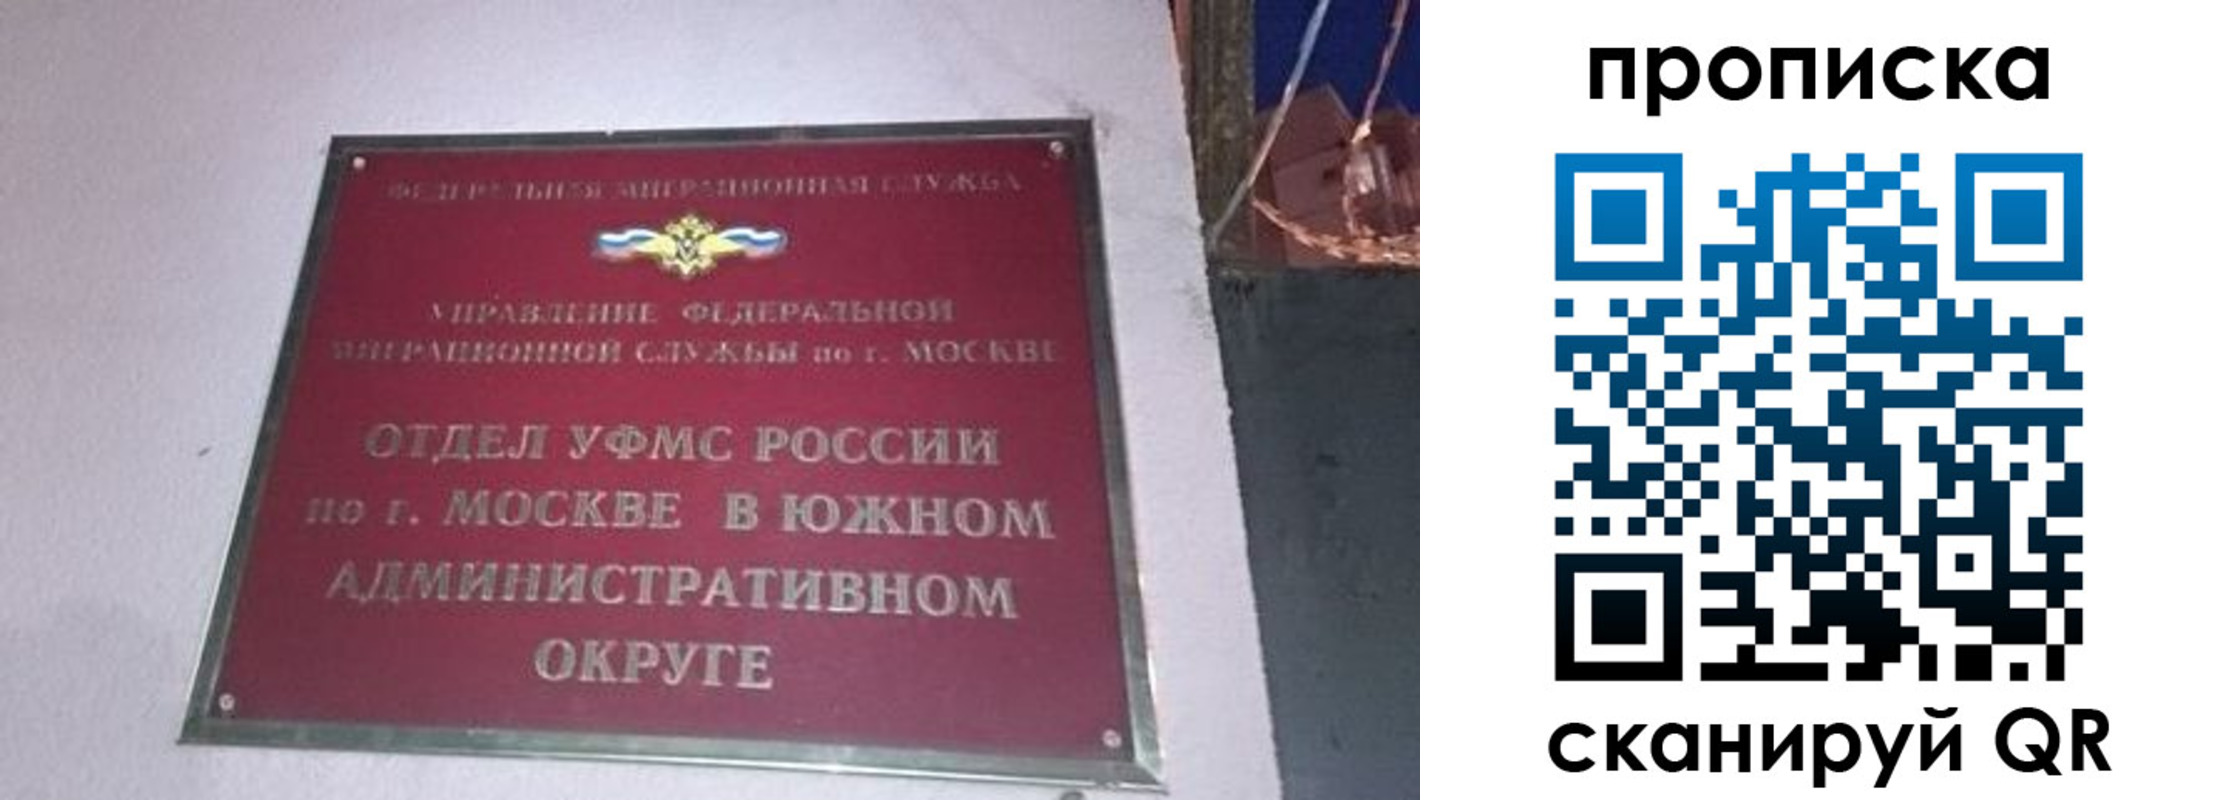 ФЕДЕРАЛЬНАЯ МИГРАЦИОННАЯ СЛУЖБА
УПРАВЛЕНИЕ ФЕДЕРАЛЬНОЙ
МИГРАЦИОННОЙ СЛУЖБЫ по г. МОСКВЕ
ОТДЕЛ УФМС РОССИИ
по г. МОСКВЕ В ЮЖНОМ
АДМИНИСТРАТИВНОМ
ОКРУГЕ
прописка
сканируй QR